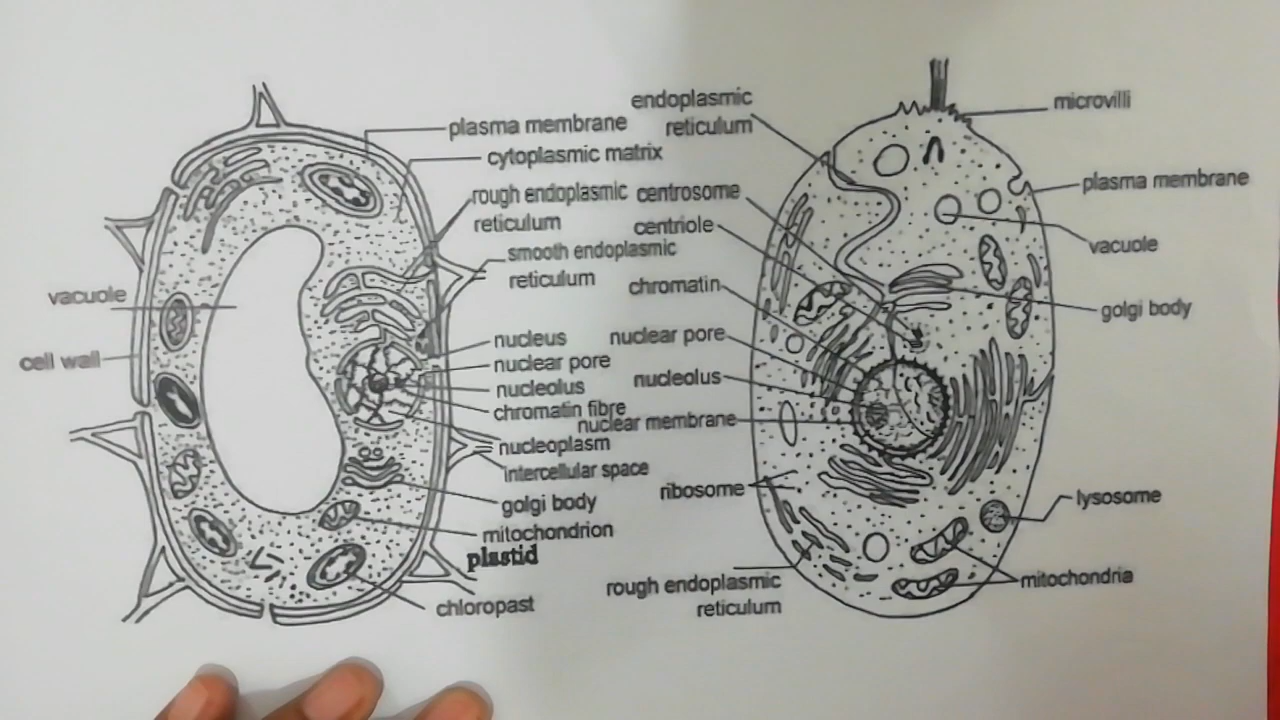 plasma membrane
cytoplasmic matrix
rough endoplasmic
reticulum
smooth endoplasmic
reticulum
vacuole
cell wall
nucleus
nuclear pore
nucleolus
chromatin fibre
nucleoplasm
intercellular space
golgi body
mitochondrion
plastid
chloropast
endoplasmic
reticulum
centrosome
centriole
chromatin
nuclear pore
nucleolus
nuclear membrane
ribosome
rough endoplasmic
reticulum
microvilli
plasma membrane
vacuole
golgi body
lysosome
mitochondria